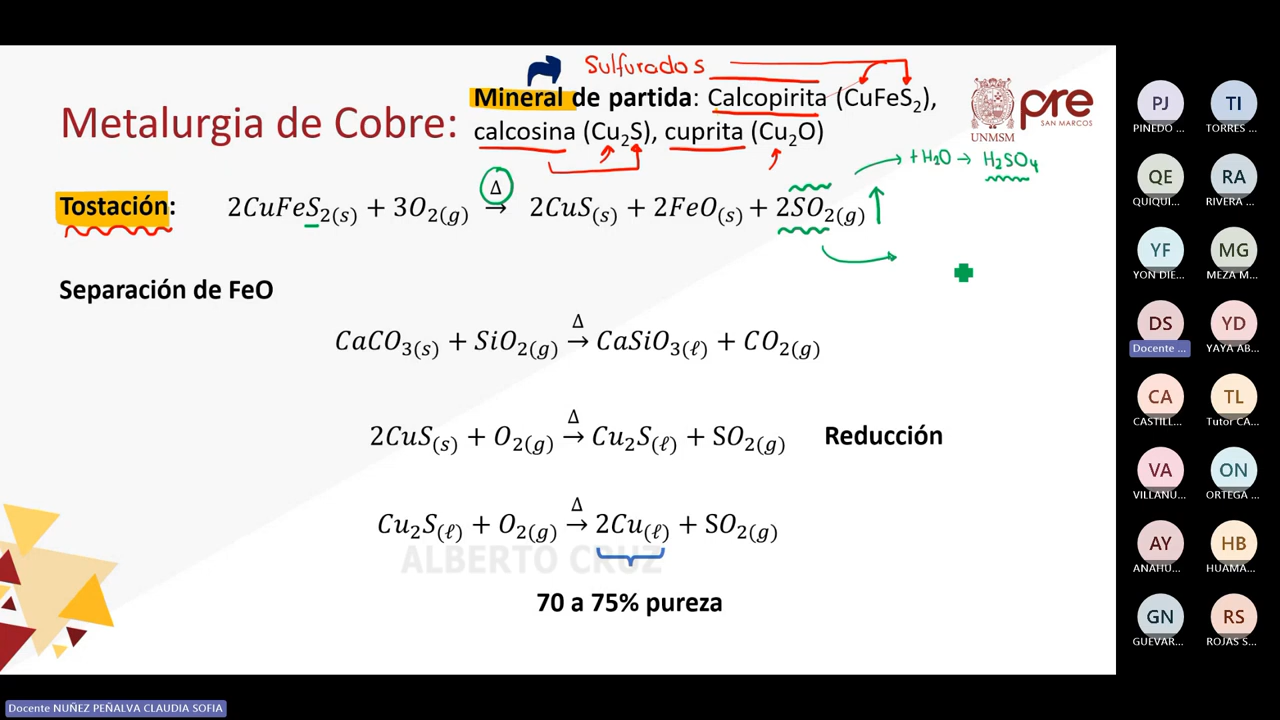 Sulfurados
Metalurgia de Cobre:
Mineral de partida: Calcopirita (CuFeS₂),
calcosina (Cu₂S), cuprita (Cu₂O)
UNMSM
pre
SAN MARCOS
+H₂O → H₂SO₄
Tostación: 2CuFeS₂(s) + 3O₂(g) Δ→ 2CuS(s) + 2FeO(s) + 2SO₂(g) ↑
Separación de FeO
CaCO₃(s) + SiO₂(g) Δ→ CaSiO₃(ℓ) + CO₂(g)
2CuS(s) + O₂(g) Δ→ Cu₂S(ℓ) + SO₂(g) Reducción
Cu₂S(ℓ) + O₂(g) Δ→ 2Cu(ℓ) + SO₂(g)
ALBERTO CRUZ
70 a 75% pureza
PJ TI
PINEDO ... TORRES ...
QE RA
QUIQUI... RIVERA ...
YF MG
YON DIE... MEZA M...
DS YD
Docente ... YAYA AB...
CA TL
CASTILL... Tutor CA...
VA ON
VILLANU... ORTEGA ...
AY HB
ANAHU... HUAMA...
GN RS
GUEVAR... ROJAS S...
Docente NUÑEZ PEÑALVA CLAUDIA SOFIA